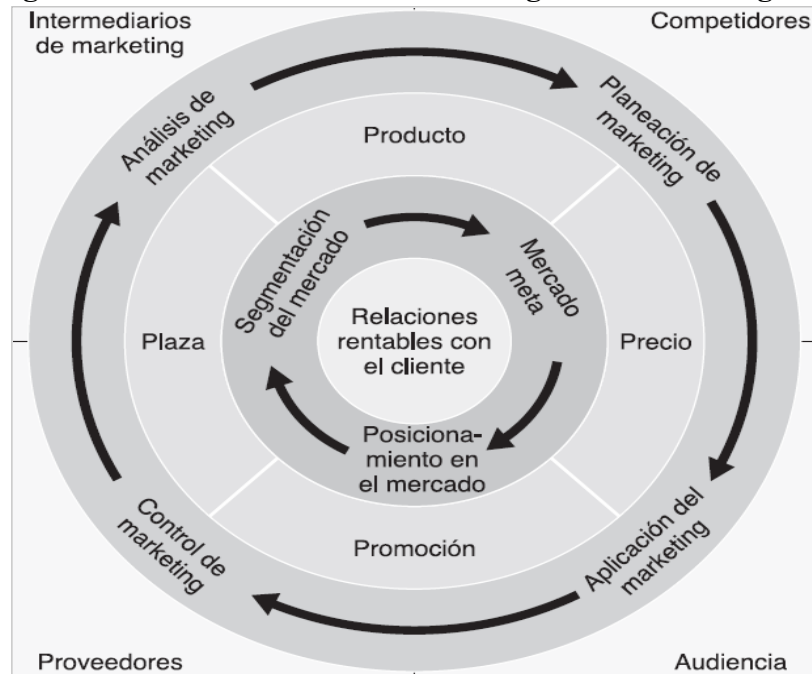 Intermediarios
de marketing
Competidores
Análisis de
marketing
Planeación de
marketing
Producto
Segmentación
del mercado
Mercado
meta
Plaza
Relaciones
rentables con
el cliente
Precio
Posiciona-
miento en
el mercado
Control de
marketing
Promoción
Aplicación del
marketing
Proveedores
Audiencia